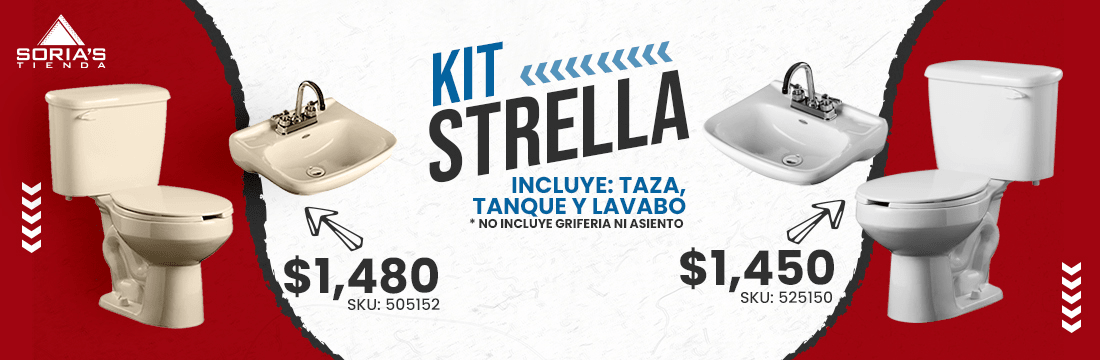 SORIA'S
TIENDA
KIT
STRELLA
INCLUYE: TAZA,
TANQUE Y LAVABO
* NO INCLUYE GRIFERIA NI ASIENTO
$1,480
SKU: 505152
$1,450
SKU: 525150